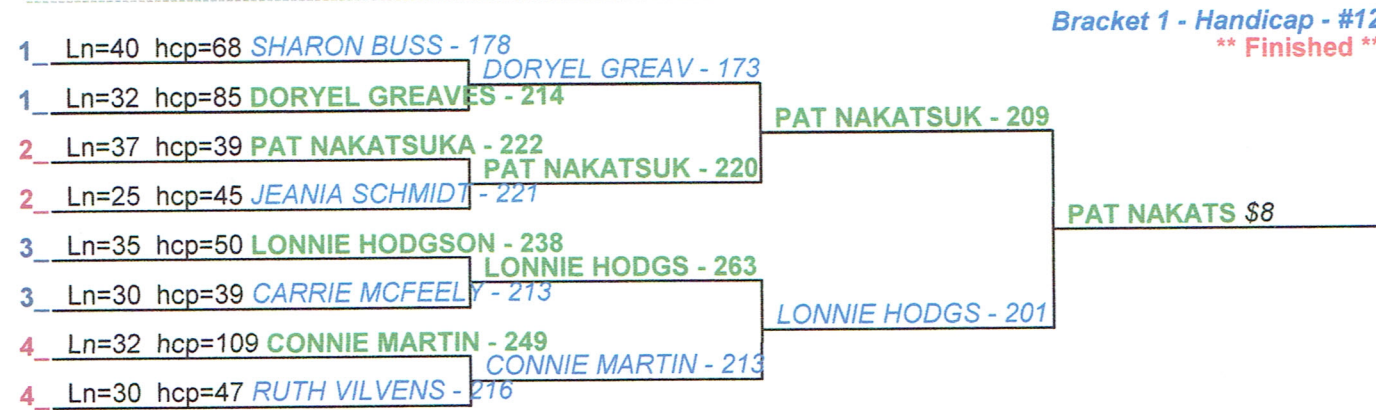 Bracket 1 - Handicap - #12
** Finished **
1_ Ln=40 hcp=68 SHARON BUSS - 178
DORYEL GREAV - 173
1_ Ln=32 hcp=85 DORYEL GREAVES - 214
PAT NAKATSUK - 209
2_ Ln=37 hcp=39 PAT NAKATSUKA - 222
PAT NAKATSUK - 220
2_ Ln=25 hcp=45 JEANIA SCHMIDT - 221
PAT NAKATS $8
3_ Ln=35 hcp=50 LONNIE HODGSON - 238
LONNIE HODGS - 263
3_ Ln=30 hcp=39 CARRIE MCFEELY - 213
LONNIE HODGS - 201
4_ Ln=32 hcp=109 CONNIE MARTIN - 249
CONNIE MARTIN - 213
4_ Ln=30 hcp=47 RUTH VILVENS - 216